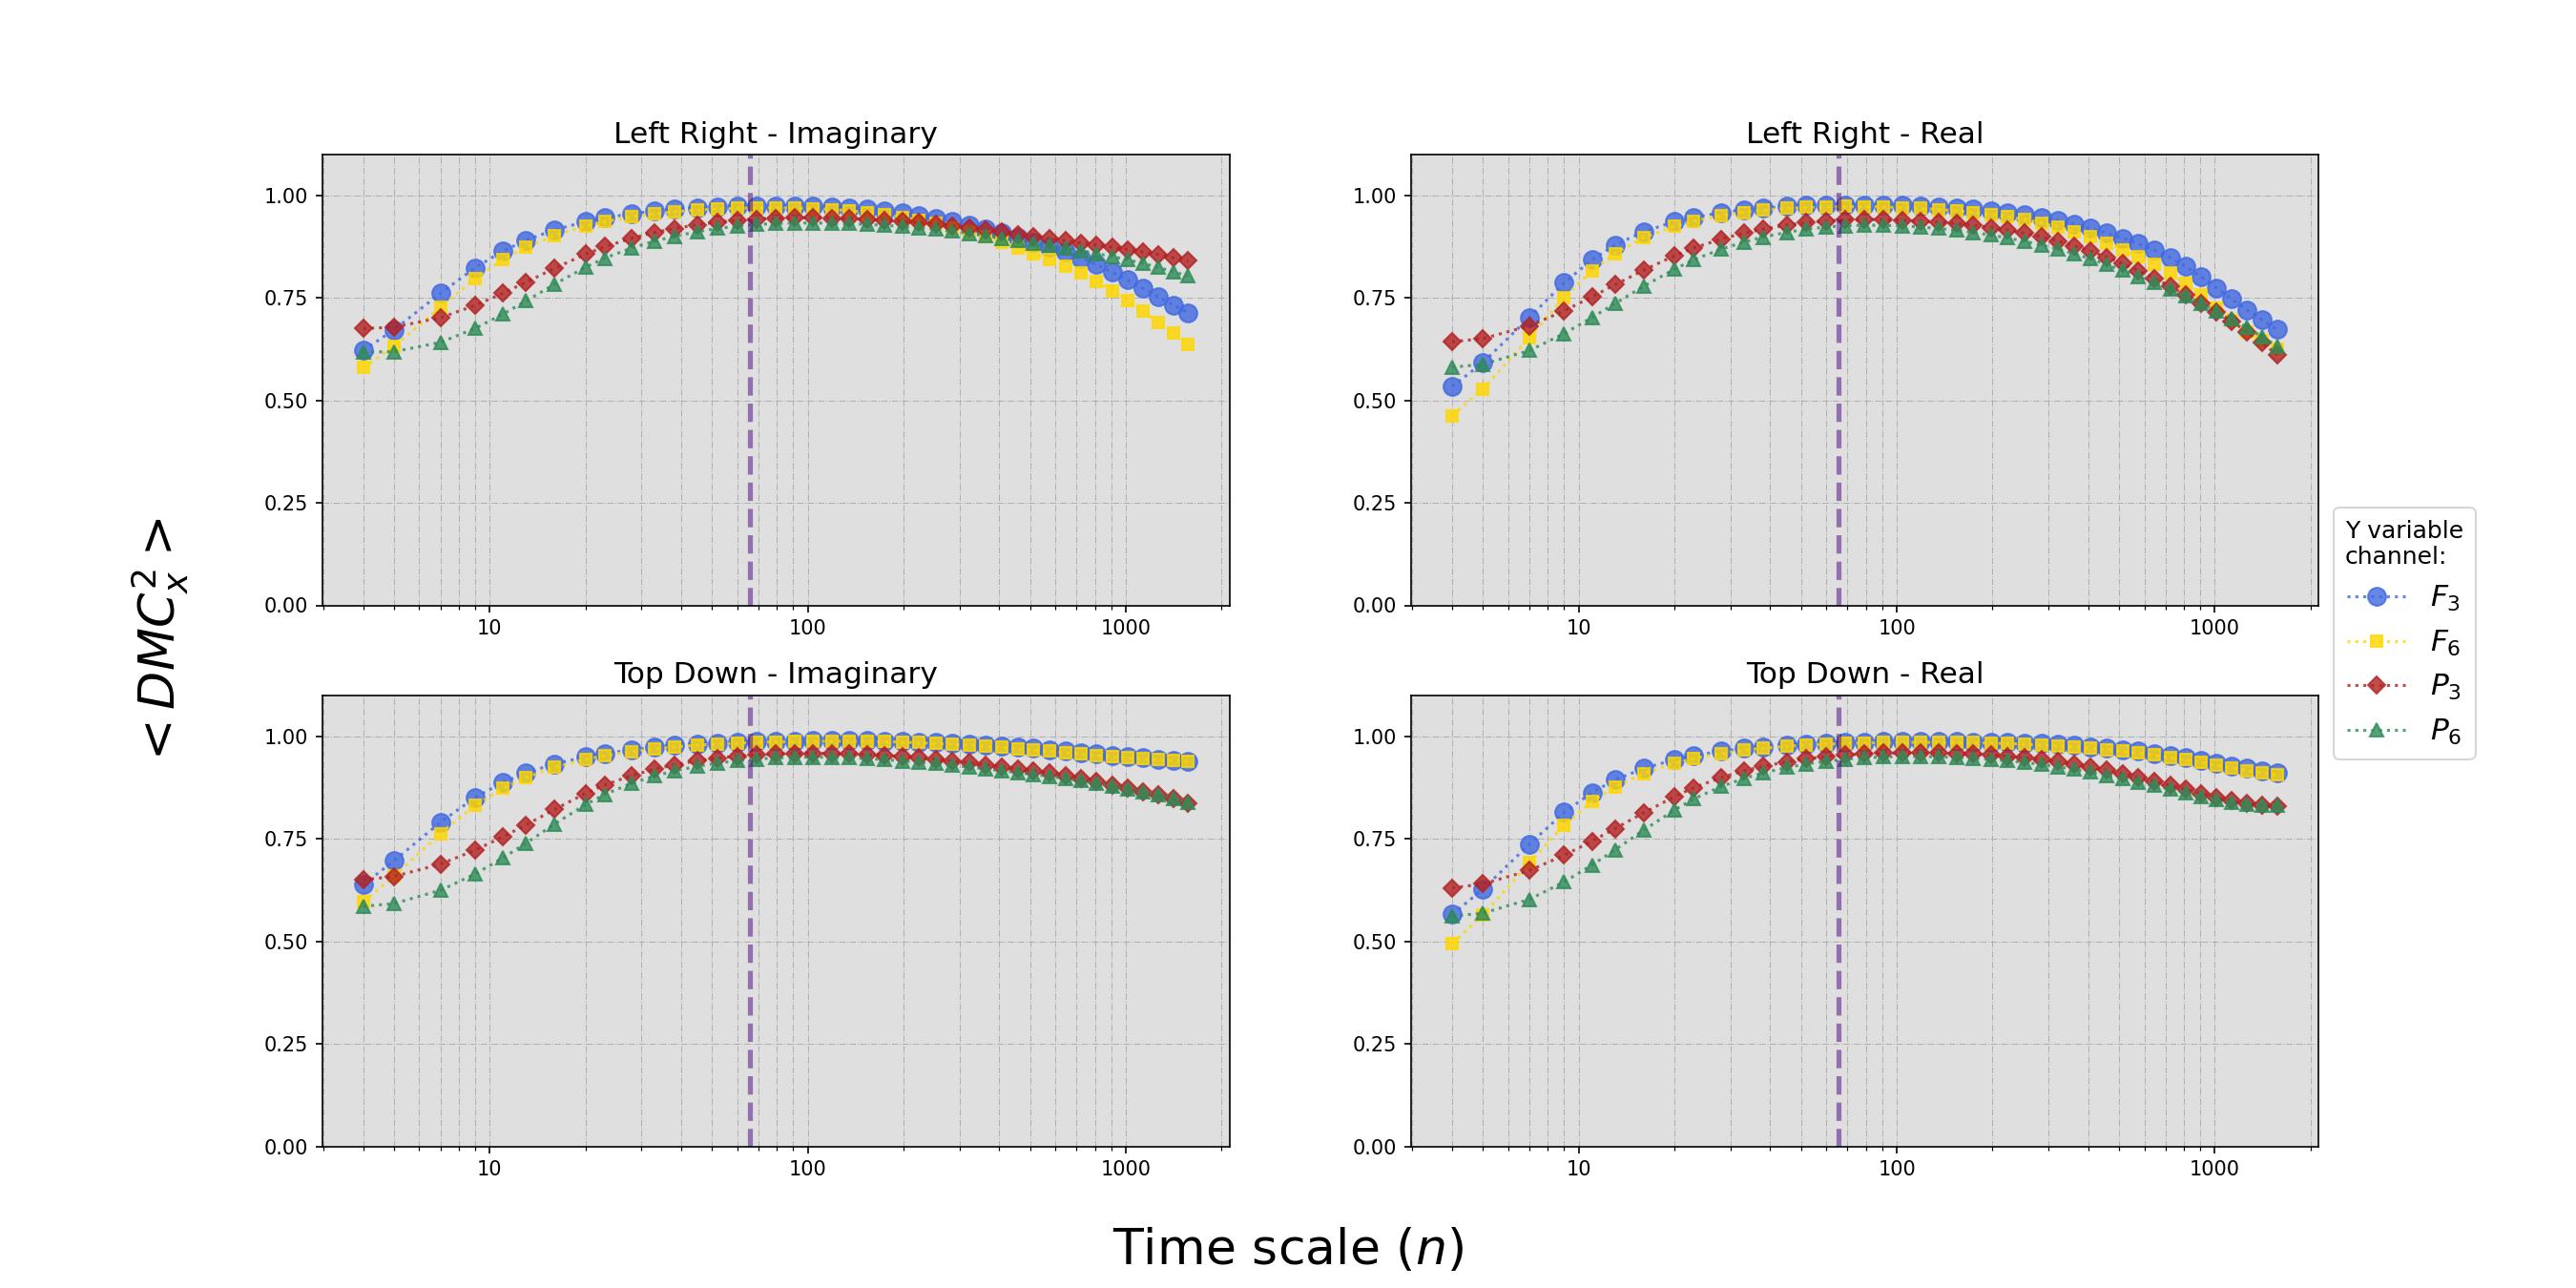 Left Right - Imaginary
1.00
0.75
0.50
0.25
0.00
10 100 1000
Left Right - Real
1.00
0.75
0.50
0.25
0.00
10 100 1000
Top Down - Imaginary
1.00
0.75
0.50
0.25
0.00
10 100 1000
Top Down - Real
1.00
0.75
0.50
0.25
0.00
10 100 1000
< DMC²ₓ >
Time scale (n)
Y variable
channel:
F₃
F₆
P₃
P₆